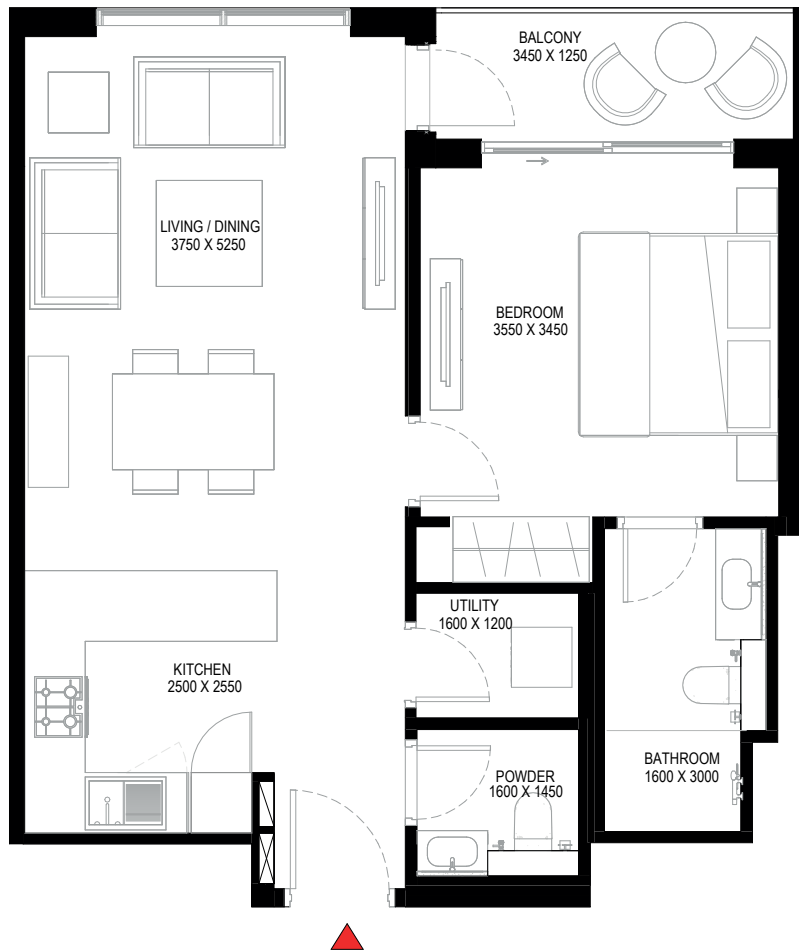 BALCONY
3450 X 1250
LIVING / DINING
3750 X 5250
BEDROOM
3550 X 3450
UTILITY
1600 X 1200
KITCHEN
2500 X 2550
BATHROOM
1600 X 3000
POWDER
1600 X 1450